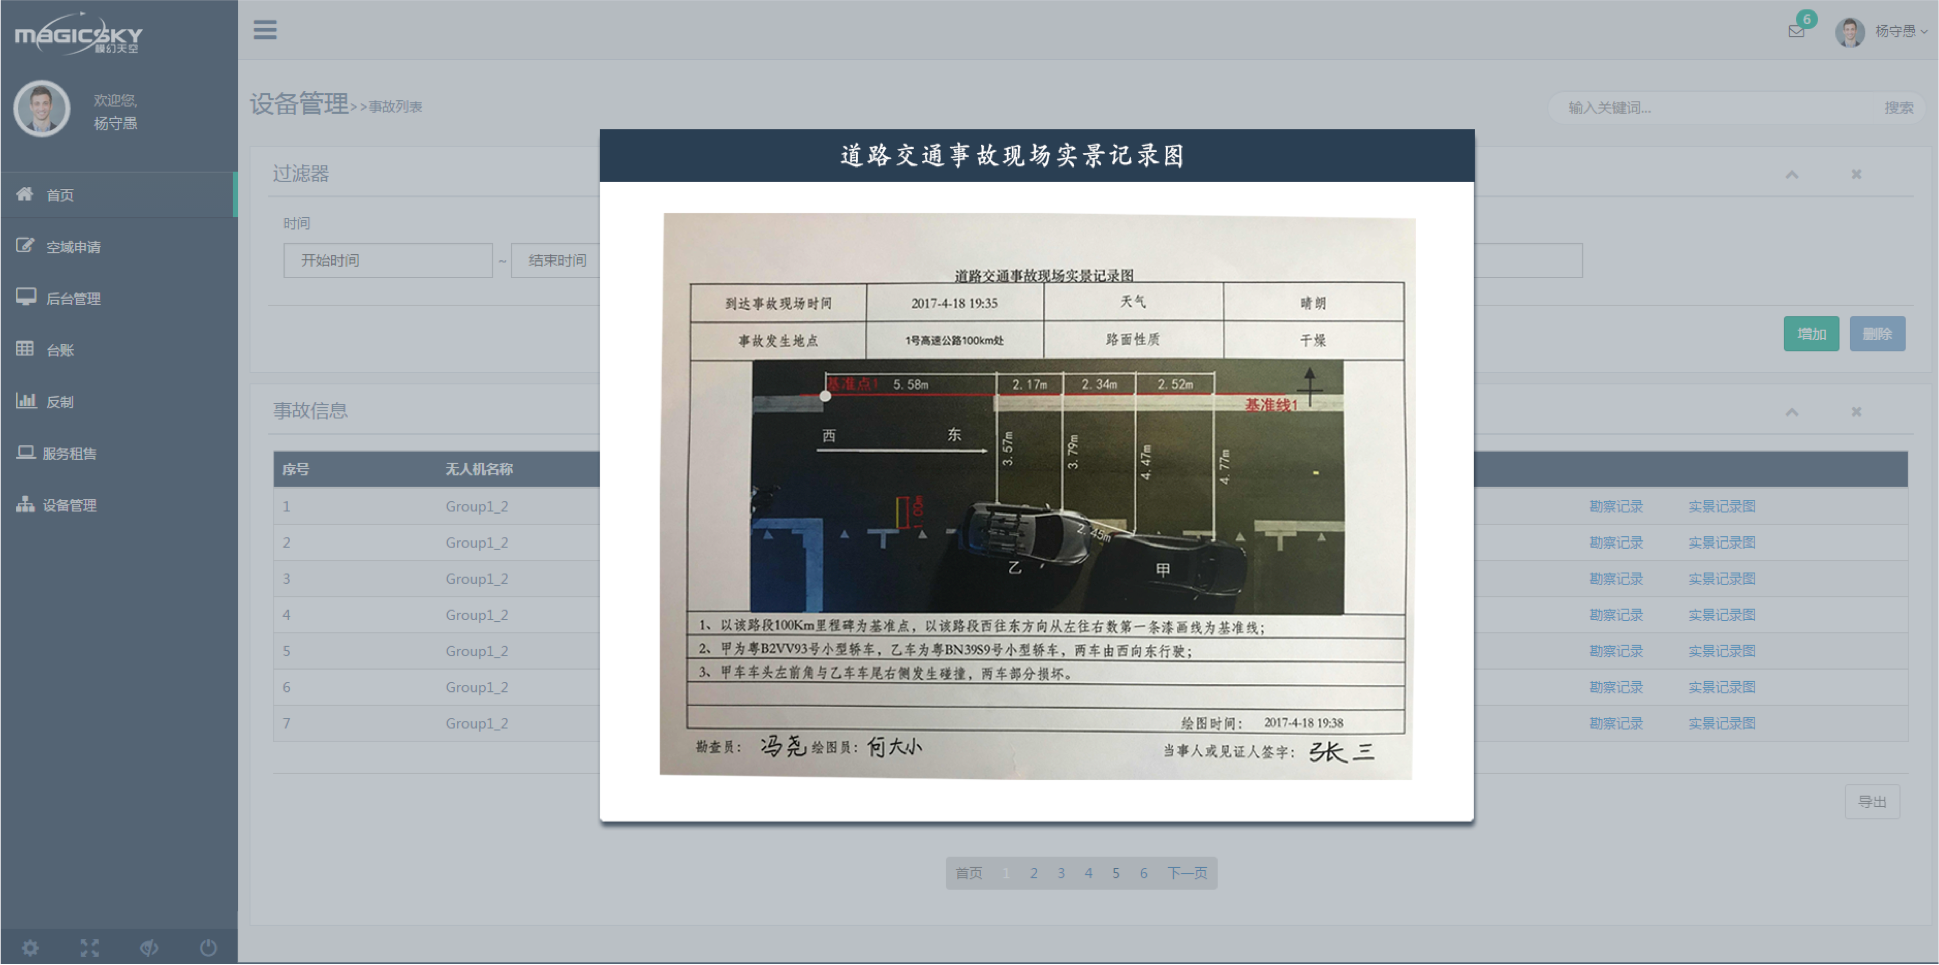 MAGICSKY
模幻天空
欢迎您,
杨守愚
首页
空域申请
后台管理
台账
反制
服务租售
设备管理
6
杨守愚
设备管理>>事故列表
输入关键词... 搜索
过滤器
时间
开始时间 ~ 结束时间
增加 删除
事故信息
序号 无人机名称
1 Group1_2 勘察记录 实景记录图
2 Group1_2 勘察记录 实景记录图
3 Group1_2 勘察记录 实景记录图
4 Group1_2 勘察记录 实景记录图
5 Group1_2 勘察记录 实景记录图
6 Group1_2 勘察记录 实景记录图
7 Group1_2 勘察记录 实景记录图
导出
首页 1 2 3 4 5 6 下一页
道路交通事故现场实景记录图
道路交通事故现场实景记录图
到达事故现场时间 2017-4-18 19:35 天气 晴朗
事故发生地点 1号高速公路100km处 路面性质 干燥
基准点1 5.58m 2.17m 2.34m 2.52m
基准线1
西 东
3.57m 3.79m 4.47m 4.77m
1.00m
2.45m
乙 甲
1、以该路段100Km里程碑为基准点，以该路段西往东方向从左往右数第一条漆画线为基准线；
2、甲为粤B2VV93号小型轿车，乙车为粤BN39S9号小型轿车，两车由西向东行驶；
3、甲车车头左前角与乙车车尾右侧发生碰撞，两车部分损坏。
绘图时间： 2017-4-18 19:38
勘查员： 冯尧 绘图员： 何大小 当事人或见证人签字： 张三